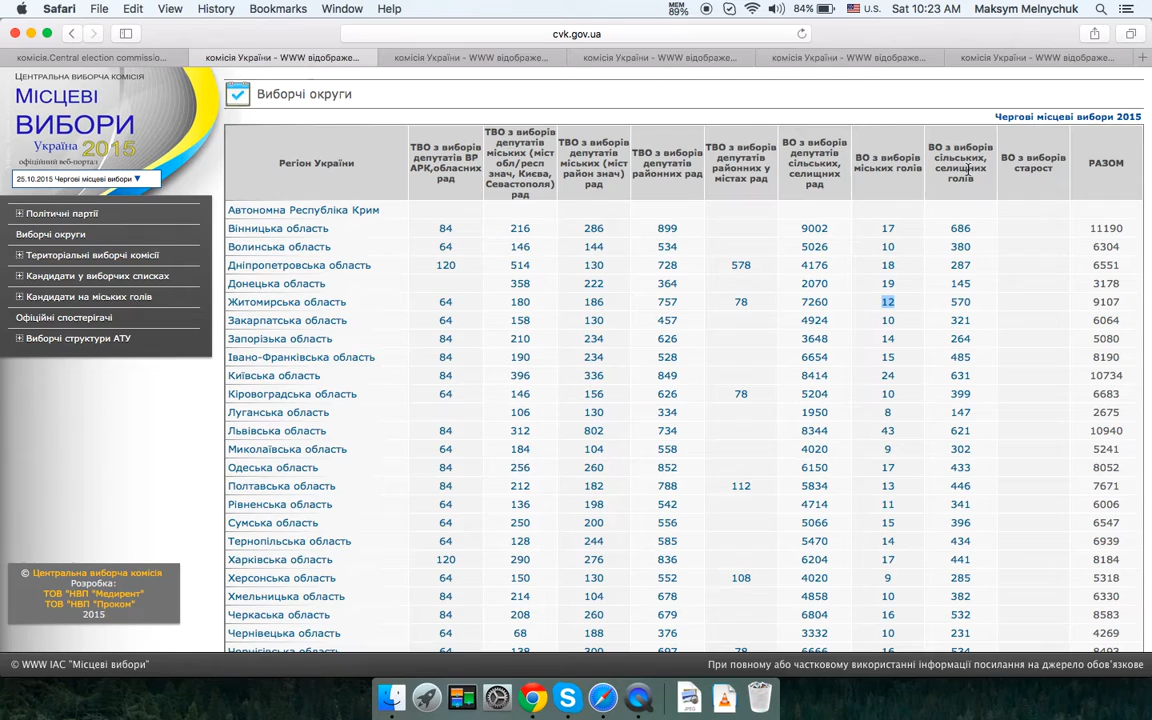 Safari File Edit View History Bookmarks Window Help MEM 89% 84% U.S. Sat 10:23 AM Maksym Melnychuk
cvk.gov.ua
комісія.Central election commissio... комісія України - WWW відображе... комісія України - WWW відображе... комісія України - WWW відображе... комісія України - WWW відображе... комісія України - WWW відображе...
Центральна виборча комісія
Місцеві
вибори
Україна 2015
офіційний веб-портал
25.10.2015 Чергові місцеві вибори
Політичні партії
Виборчі округи
Територіальні виборчі комісії
Кандидати у виборчих списках
Кандидати на міських голів
Офіційні спостерігачі
Виборчі структури АТУ
© Центральна виборча комісія
Розробка:
ТОВ "НВП "Медирент"
ТОВ "НВП "Проком"
2015
Виборчі округи
Чергові місцеві вибори 2015
Регіон України
ТВО з виборів
депутатів ВР
АРК,обласних
рад
ТВО з виборів
депутатів
міських (міст
обл/респ
знач, Києва,
Севастополя)
рад
ТВО з виборів
депутатів
міських (міст
район знач)
рад
ТВО з виборів
депутатів
районних рад
ТВО з виборів
депутатів
районних у
містах рад
ВО з виборів
депутатів
сільських,
селищних
рад
ВО з виборів
міських голів
ВО з виборів
сільських,
селищних
голів
ВО з виборів
старост
РАЗОМ
Автономна Республіка Крим
Вінницька область 84 216 286 899 9002 17 686 11190
Волинська область 64 146 144 534 5026 10 380 6304
Дніпропетровська область 120 514 130 728 578 4176 18 287 6551
Донецька область 358 222 364 2070 19 145 3178
Житомирська область 64 180 186 757 78 7260 12 570 9107
Закарпатська область 64 158 130 457 4924 10 321 6064
Запорізька область 84 210 234 626 3648 14 264 5080
Івано-Франківська область 84 190 234 528 6654 15 485 8190
Київська область 84 396 336 849 8414 24 631 10734
Кіровоградська область 64 146 156 626 78 5204 10 399 6683
Луганська область 106 130 334 1950 8 147 2675
Львівська область 84 312 802 734 8344 43 621 10940
Миколаївська область 64 184 104 558 4020 9 302 5241
Одеська область 84 256 260 852 6150 17 433 8052
Полтавська область 84 212 182 788 112 5834 13 446 7671
Рівненська область 64 136 198 542 4714 11 341 6006
Сумська область 64 250 200 556 5066 15 396 6547
Тернопільська область 64 128 244 585 5470 14 434 6939
Харківська область 120 290 276 836 6204 17 441 8184
Херсонська область 64 150 130 552 108 4020 9 285 5318
Хмельницька область 84 214 104 678 4858 10 382 6330
Черкаська область 84 208 260 679 6804 16 532 8583
Чернівецька область 64 68 188 376 3332 10 231 4269
Чернігівська область 64 138 300 697 78 6666 16 534 8493
© WWW ІАС "Місцеві вибори" При повному або частковому використанні інформації посилання на джерело обов'язкове